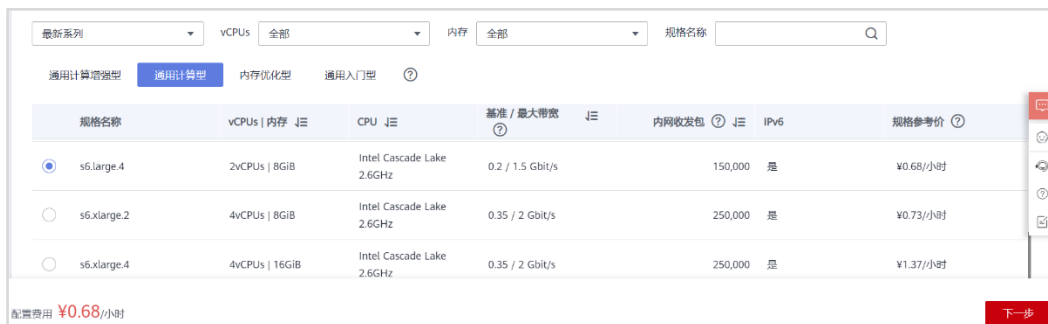 最新系列 vCPUs 全部 内存 全部 规格名称
通用计算增强型 通用计算型 内存优化型 通用入门型
规格名称 vCPUs | 内存 CPU 基准 / 最大带宽 内网收发包 IPv6 规格参考价
s6.large.4 2vCPUs | 8GiB Intel Cascade Lake 2.6GHz 0.2 / 1.5 Gbit/s 150,000 是 ¥0.68/小时
s6.xlarge.2 4vCPUs | 8GiB Intel Cascade Lake 2.6GHz 0.35 / 2 Gbit/s 250,000 是 ¥0.73/小时
s6.xlarge.4 4vCPUs | 16GiB Intel Cascade Lake 2.6GHz 0.35 / 2 Gbit/s 250,000 是 ¥1.37/小时
配置费用 ¥0.68/小时 下一步